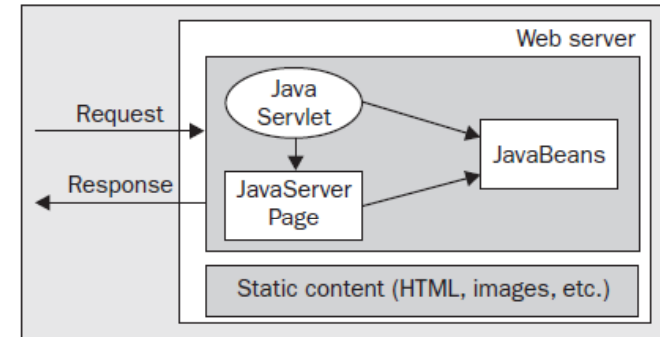 Web server
Java
Servlet
Request
JavaBeans
Response
JavaServer
Page
Static content (HTML, images, etc.)